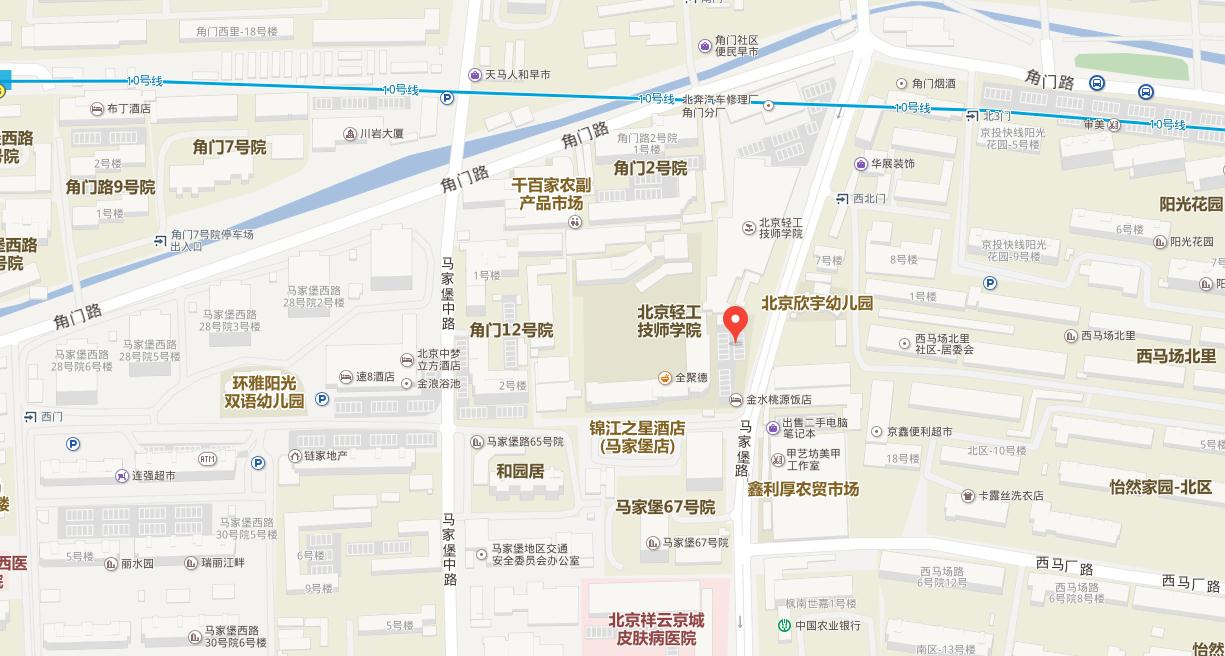 角门西里-18号楼
角门社区
便民早市
天马人和早市
10号线
10号线
10号线
10号线
10号线
角门路
角门烟酒
北奔汽车修理厂
角门分厂
布丁酒店
川岩大厦
角门路
角门路2号院
1号楼
北3门
京投快线阳光
花园-5号楼
审美
角门7号院
2号楼
角门路9号院
1号楼
角门2号院
华展装饰
千百家农副
产品市场
角门路
西北门
阳光花园
6号楼
阳光花园
北京轻工
技师学院
京投快线阳光
花园-9号楼
8号楼
7号楼
角门7号院停车场
出入口
马家堡西路
28号院2号楼
马家堡中路
1号楼
1号楼
北京欣宇幼儿园
北京轻工
技师学院
角门路
马家堡西路
28号院3号楼
角门12号院
马家堡西路
28号院5号楼
马家堡西路
28号院6号楼
西马场北里
社区-居委会
西马场北里
西马场北里
北京中梦
立方酒店
速8酒店
金浪浴池
2号楼
全聚德
环雅阳光
双语幼儿园
金水桃源饭店
西门
锦江之星酒店
(马家堡店)
马家堡路
出售二手电脑
笔记本
京鑫便利超市
马家堡路65号院
链家地产
ATM
连强超市
和园居
甲艺坊美甲
工作室
18号楼
北区-10号楼
鑫利厚农贸市场
怡然家园-北区
卡露丝洗衣店
马家堡67号院
马家堡西路
30号院5号楼
马家堡中路
5号楼
丽水园
瑞丽江畔
6号楼
9号楼
马家堡地区交通
安全委员会办公室
马家堡67号院
西马厂路
西马厂路
西马场路
6号院12号
西马场路
6号院8号楼
枫南世嘉1号楼
中国农业银行
北京祥云京城
皮肤病医院
5号楼
马家堡西路
30号院6号楼
南区-13号楼